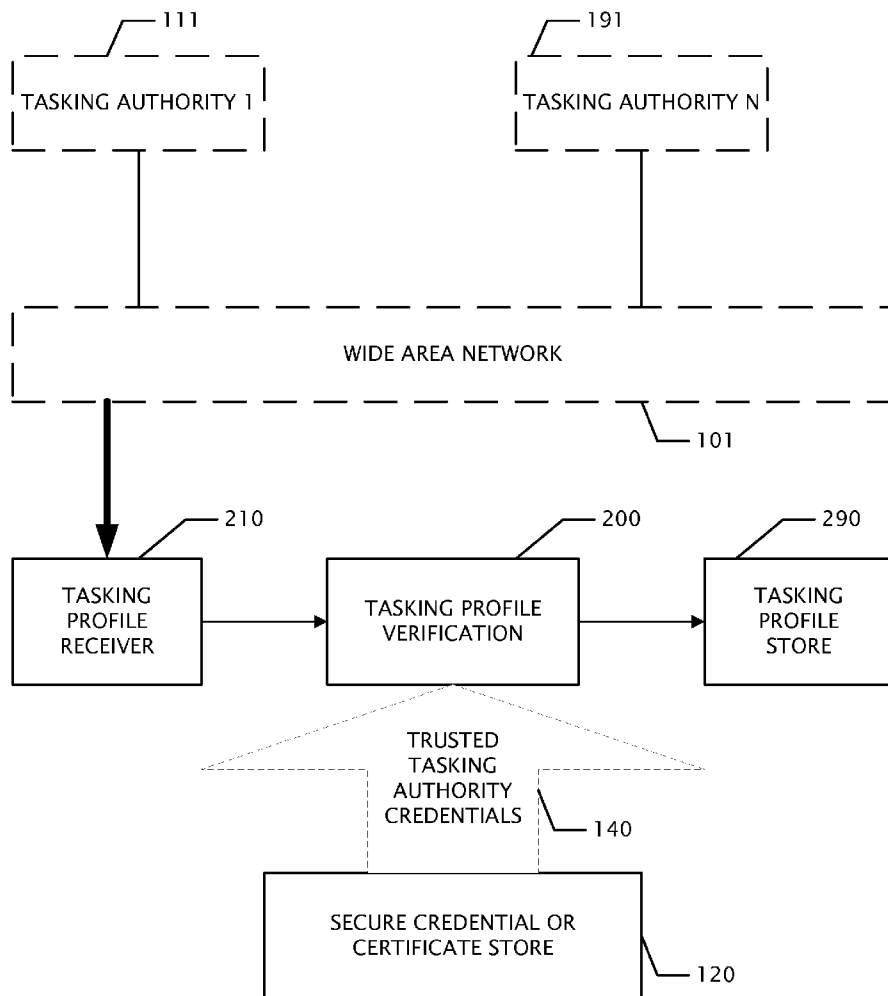 111
191
TASKING AUTHORITY 1
TASKING AUTHORITY N
WIDE AREA NETWORK
101
210
200
290
TASKING
PROFILE
RECEIVER
TASKING PROFILE
VERIFICATION
TASKING
PROFILE
STORE
TRUSTED
TASKING
AUTHORITY
CREDENTIALS
140
SECURE CREDENTIAL OR
CERTIFICATE STORE
120